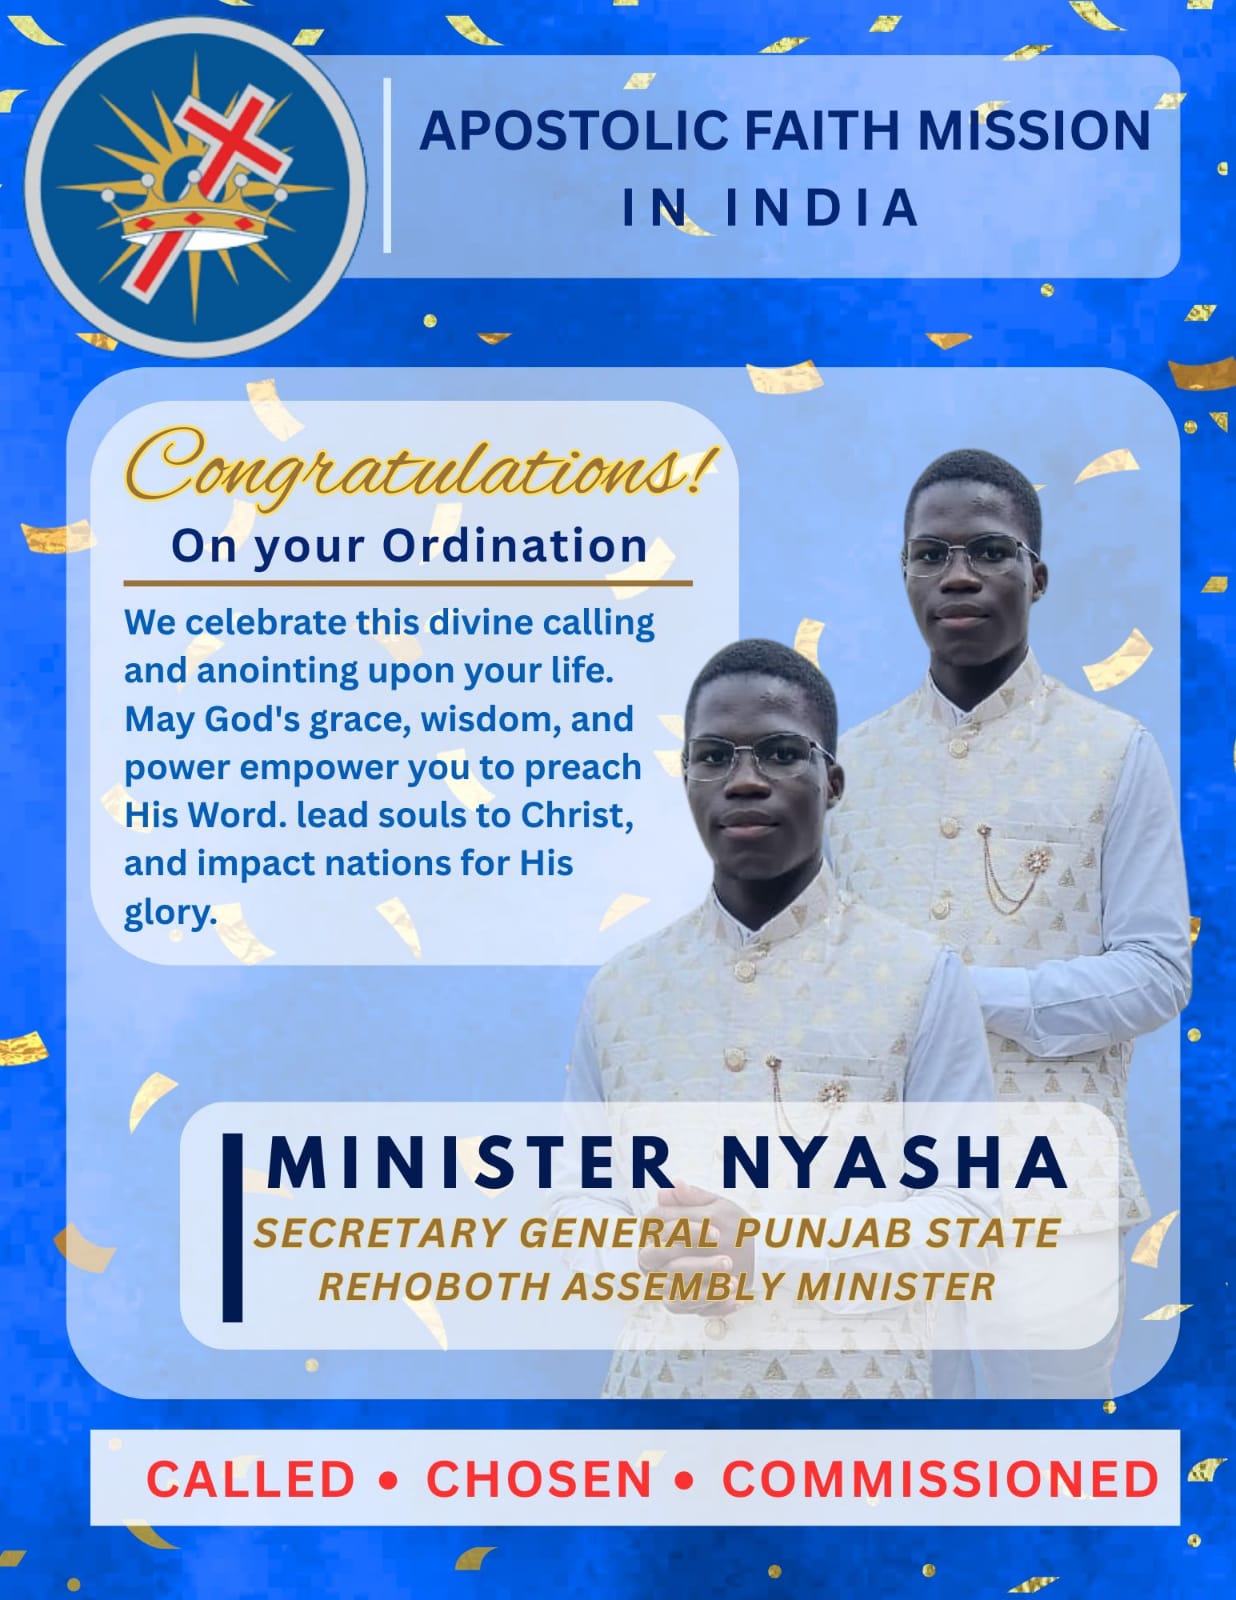 APOSTOLIC FAITH MISSION
IN INDIA
Congratulations!
On your Ordination
We celebrate this divine calling
and anointing upon your life.
May God's grace, wisdom, and
power empower you to preach
His Word. lead souls to Christ,
and impact nations for His
glory.
MINISTER NYASHA
SECRETARY GENERAL PUNJAB STATE
REHOBOTH ASSEMBLY MINISTER
CALLED • CHOSEN • COMMISSIONED